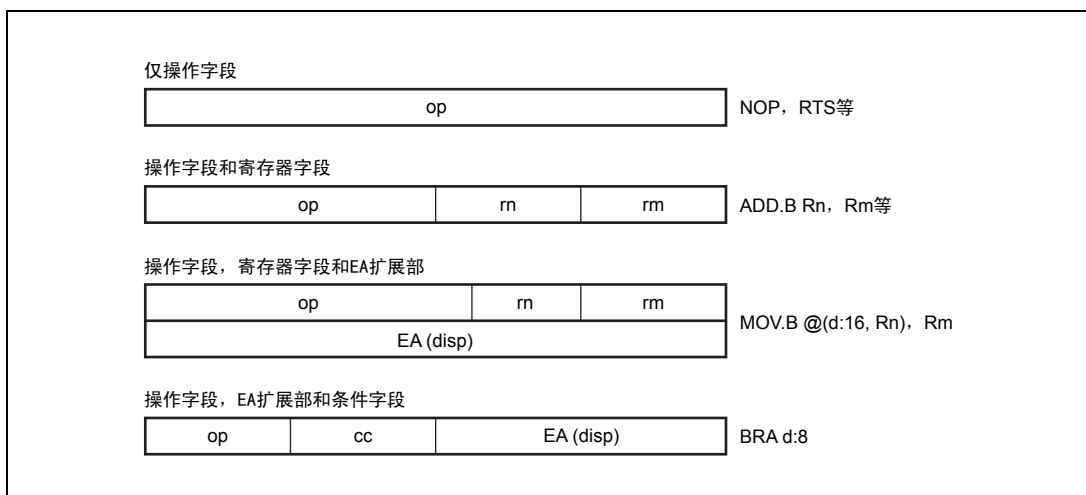 仅操作字段
op NOP，RTS等
操作字段和寄存器字段
op rn rm ADD.B Rn，Rm等
操作字段，寄存器字段和EA扩展部
op rn rm
MOV.B @(d:16, Rn)，Rm
EA (disp)
操作字段，EA扩展部和条件字段
op cc EA (disp) BRA d:8